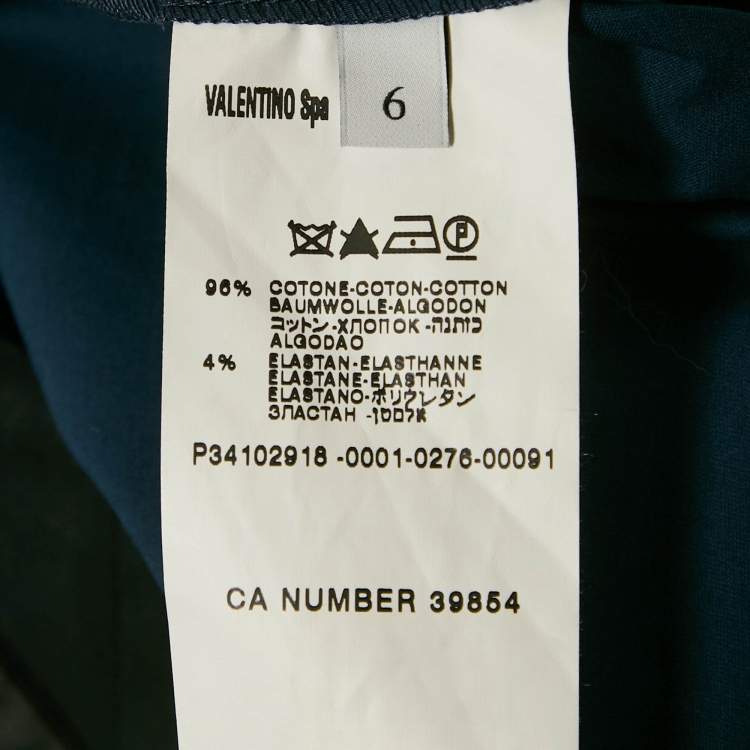 VALENTINO Spa
6
P
96% COTONE-COTON-COTTON
BAUMWOLLE-ALGODON
コットン-ХЛОПОК-כותנה
ALGODAO
4% ELASTAN-ELASTHANNE
ELASTANE-ELASTHAN
ELASTANO-ポリウレタン
ЭЛАСТАН-אלסטן
P34102918 -0001-0276-00091
CA NUMBER 39854